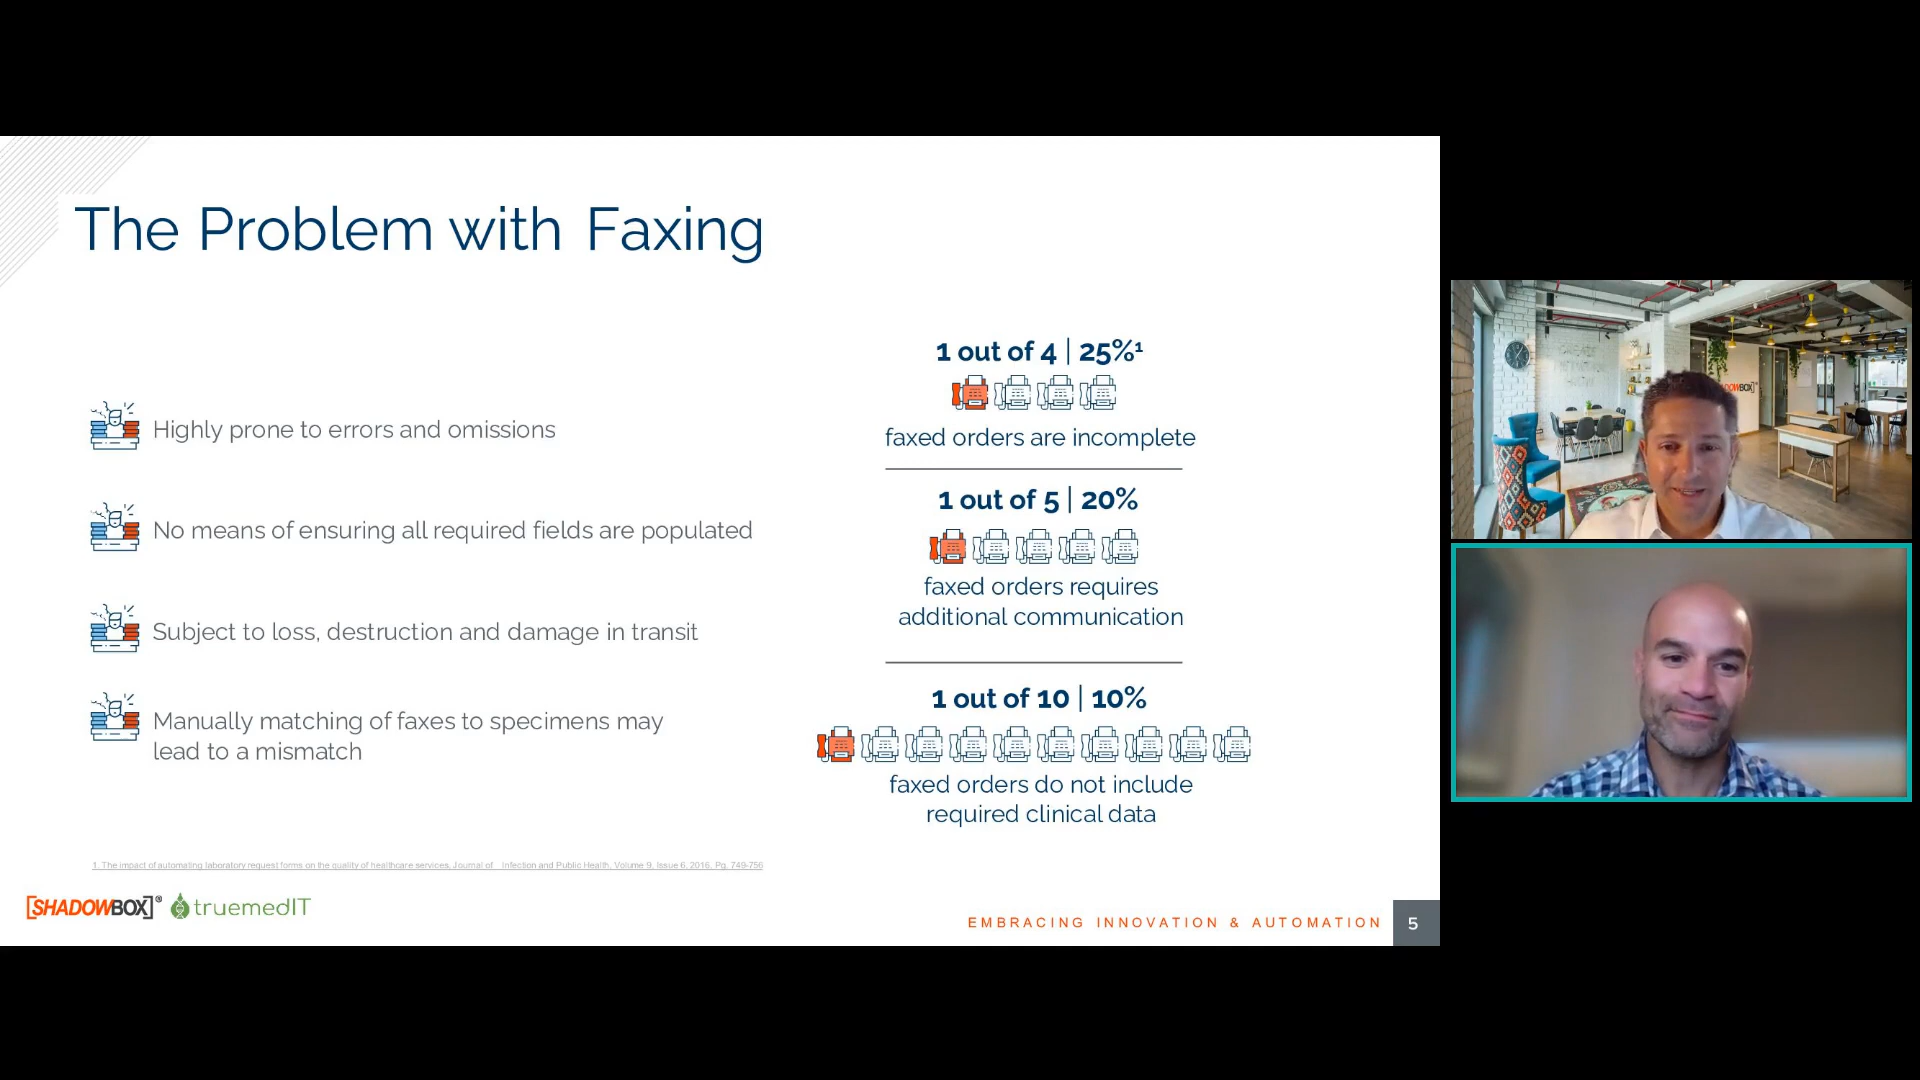 The Problem with Faxing
Highly prone to errors and omissions
No means of ensuring all required fields are populated
Subject to loss, destruction and damage in transit
Manually matching of faxes to specimens may
lead to a mismatch
1 out of 4 | 25%¹
faxed orders are incomplete
1 out of 5 | 20%
faxed orders requires
additional communication
1 out of 10 | 10%
faxed orders do not include
required clinical data
1. The impact of automating laboratory request forms on the quality of healthcare services, Journal of Infection and Public Health, Volume 9, Issue 6, 2016, Pg. 749-756
[SHADOWBOX]® truemedIT
EMBRACING INNOVATION & AUTOMATION 5